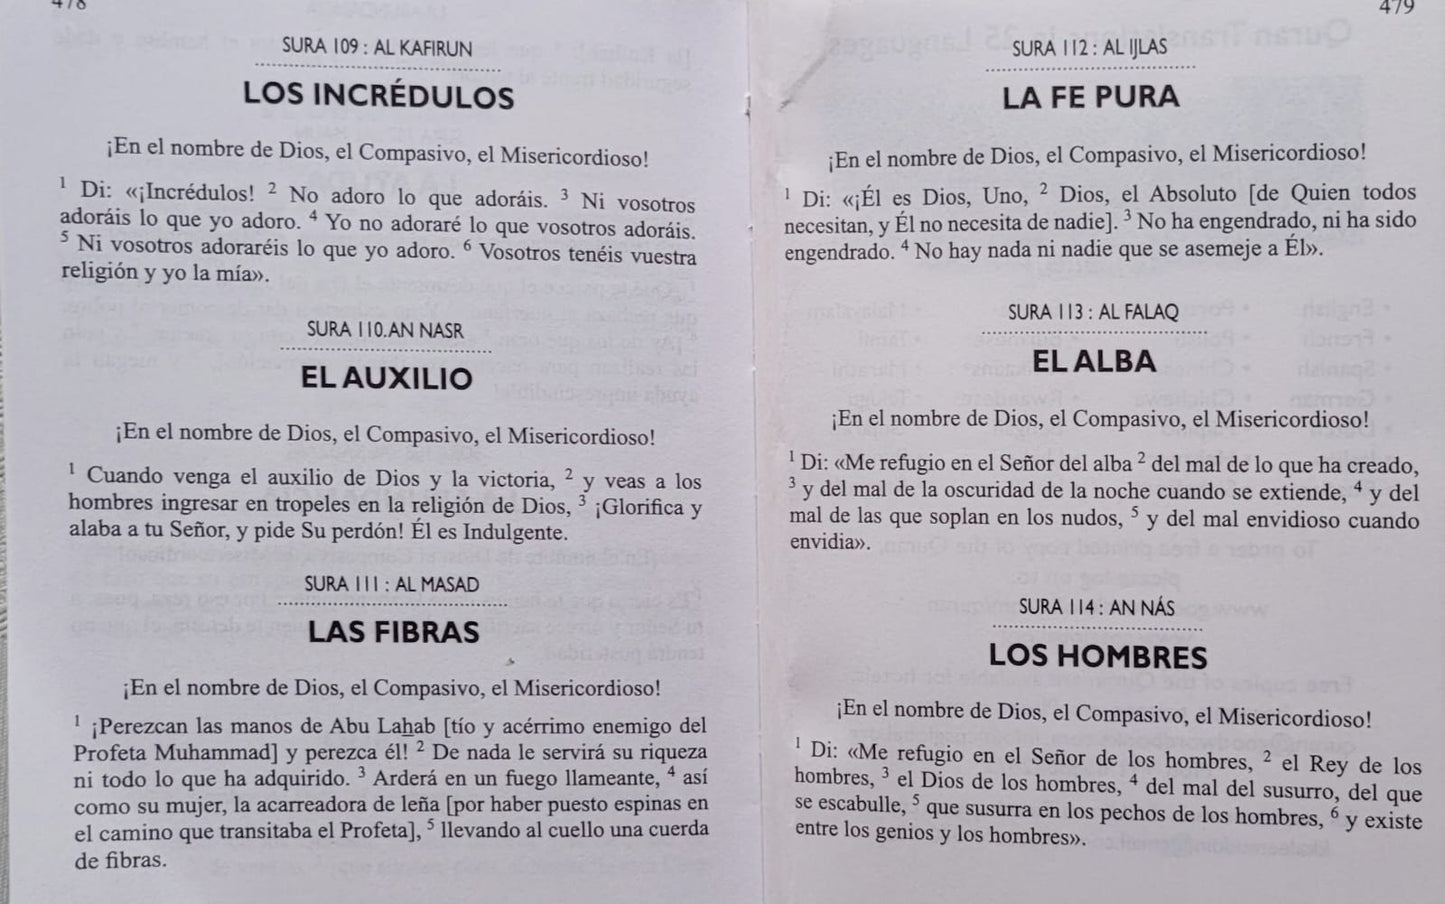 478
SURA 109 : AL KAFIRUN
LOS INCRÉDULOS
¡En el nombre de Dios, el Compasivo, el Misericordioso!
1 Di: «¡Incrédulos! 2 No adoro lo que adoráis. 3 Ni vosotros
adoráis lo que yo adoro. 4 Yo no adoraré lo que vosotros adoráis.
5 Ni vosotros adoraréis lo que yo adoro. 6 Vosotros tenéis vuestra
religión y yo la mía».
SURA 110.AN NASR
EL AUXILIO
¡En el nombre de Dios, el Compasivo, el Misericordioso!
1 Cuando venga el auxilio de Dios y la victoria, 2 y veas a los
hombres ingresar en tropeles en la religión de Dios, 3 ¡Glorifica y
alaba a tu Señor, y pide Su perdón! Él es Indulgente.
SURA 111 : AL MASAD
LAS FIBRAS
¡En el nombre de Dios, el Compasivo, el Misericordioso!
1 ¡Perezcan las manos de Abu Lahab [tío y acérrimo enemigo del
Profeta Muhammad] y perezca él! 2 De nada le servirá su riqueza
ni todo lo que ha adquirido. 3 Arderá en un fuego llameante, 4 así
como su mujer, la acarreadora de leña [por haber puesto espinas en
el camino que transitaba el Profeta], 5 llevando al cuello una cuerda
de fibras.
479
SURA 112 : AL IJLAS
LA FE PURA
¡En el nombre de Dios, el Compasivo, el Misericordioso!
1 Di: «¡Él es Dios, Uno, 2 Dios, el Absoluto [de Quien todos
necesitan, y Él no necesita de nadie]. 3 No ha engendrado, ni ha sido
engendrado. 4 No hay nada ni nadie que se asemeje a Él».
SURA 113 : AL FALAQ
EL ALBA
¡En el nombre de Dios, el Compasivo, el Misericordioso!
1 Di: «Me refugio en el Señor del alba 2 del mal de lo que ha creado,
3 y del mal de la oscuridad de la noche cuando se extiende, 4 y del
mal de las que soplan en los nudos, 5 y del mal envidioso cuando
envidia».
SURA 114 : AN NÁS
LOS HOMBRES
¡En el nombre de Dios, el Compasivo, el Misericordioso!
1 Di: «Me refugio en el Señor de los hombres, 2 el Rey de los
hombres, 3 el Dios de los hombres, 4 del mal del susurro, del que
se escabulle, 5 que susurra en los pechos de los hombres, 6 y existe
entre los genios y los hombres».